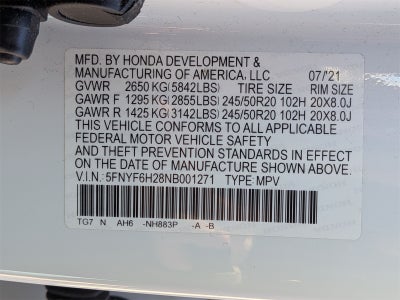 MFD. BY HONDA DEVELOPMENT &
MANUFACTURING OF AMERICA, LLC 07/'21
GVWR 2650 KG(5842LBS) TIRE SIZE RIM SIZE
GAWR F 1295 KG(2855LBS) 245/50R20 102H 20X8.0J
GAWR R 1425 KG(3142LBS) 245/50R20 102H 20X8.0J
THIS VEHICLE CONFORMS TO ALL APPLICABLE
FEDERAL MOTOR VEHICLE SAFETY
AND THEFT PREVENTION STANDARDS IN EFFECT
ON THE DATE OF MANUFACTURE SHOWN ABOVE.
V.I.N: 5FNYF6H28NB001271 TYPE: MPV
TG7 N AH6 -NH883P -A -B